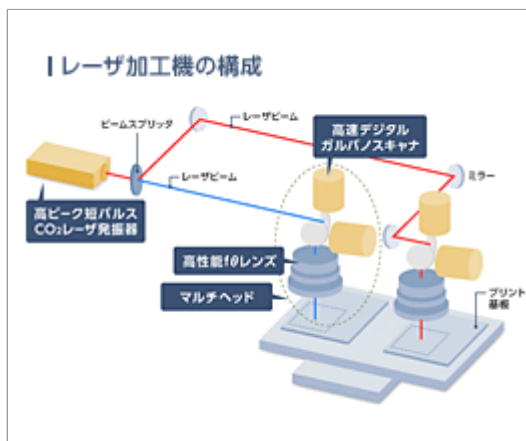 レーザ加工機の構成
ビームスプリッタ
レーザビーム
高速デジタル
ガルバノスキャナ
ミラー
レーザビーム
高ピーク短パルス
CO₂レーザ発振器
高性能fθレンズ
マルチヘッド
プリント
基板